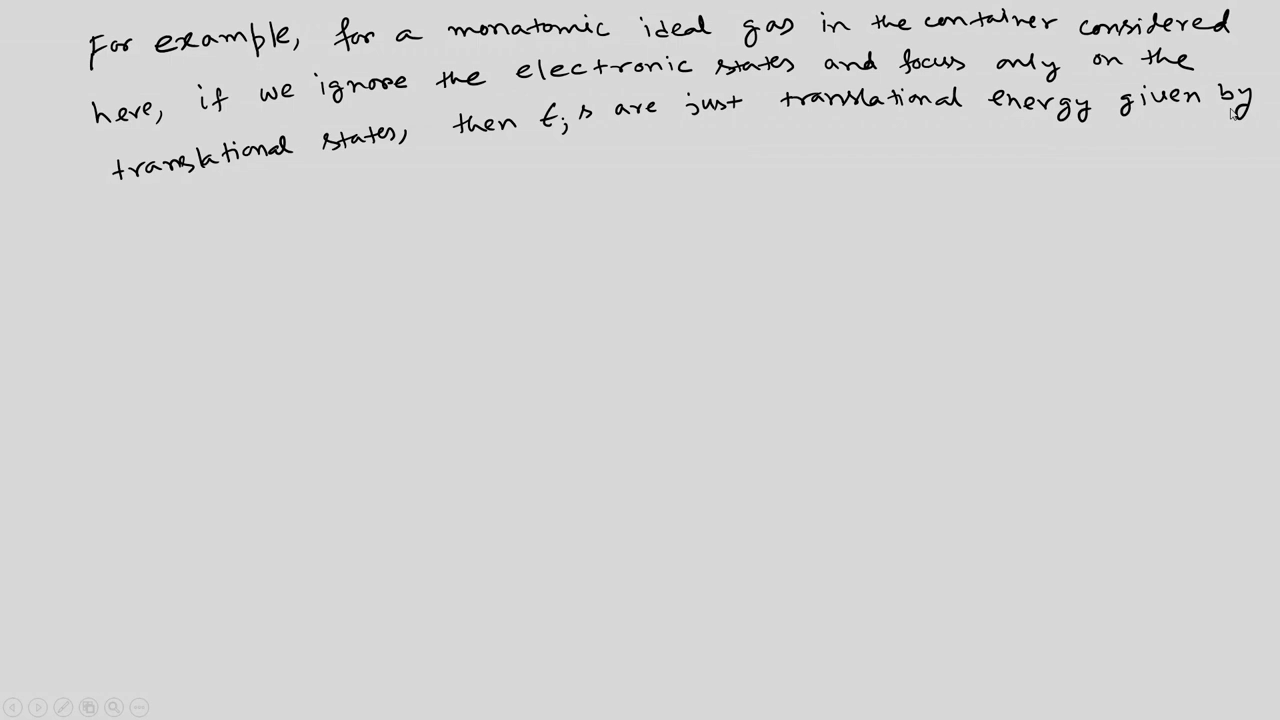 For example, for a monatomic ideal gas in the container considered
here, if we ignore the electronic states and focus only on the
translational states, then ϵj s are just translational energy given by